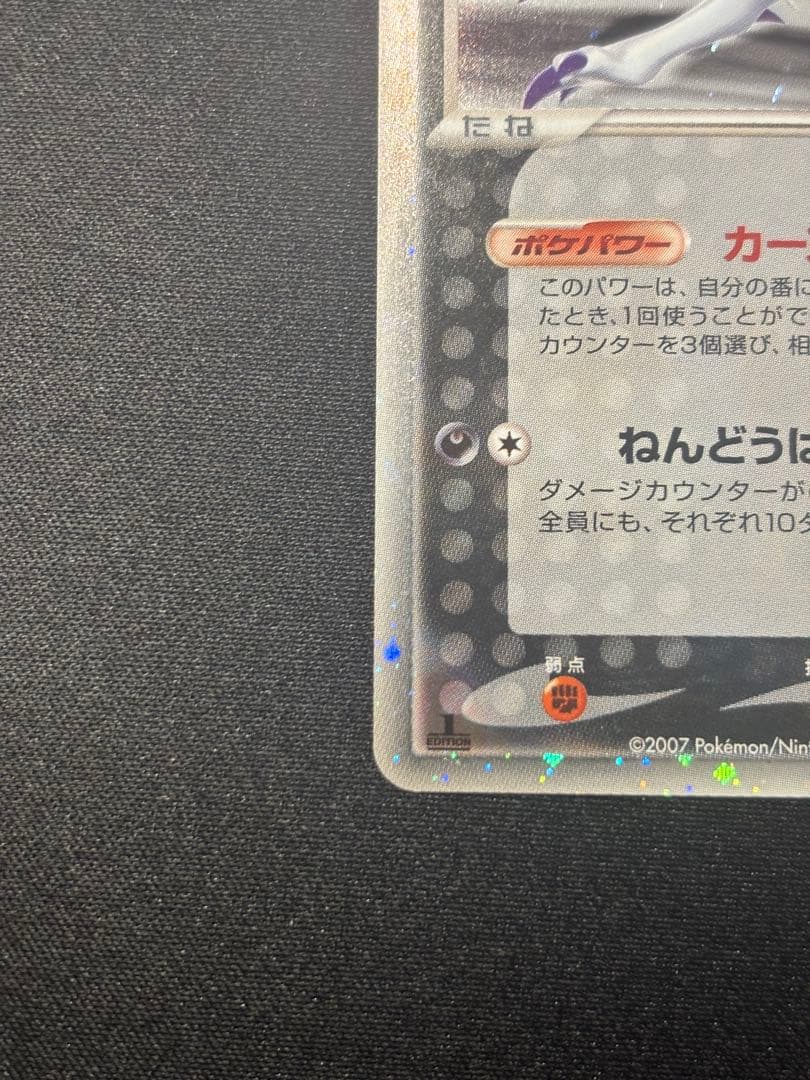 たね
ポケパワー カー
このパワーは、自分の番に
たとき、1回使うことがで
カウンターを3個選び、相
ねんどうは
ダメージカウンターが
全員にも、それぞれ10ダ
弱点
1
EDITION
©2007 Pokémon/Nin